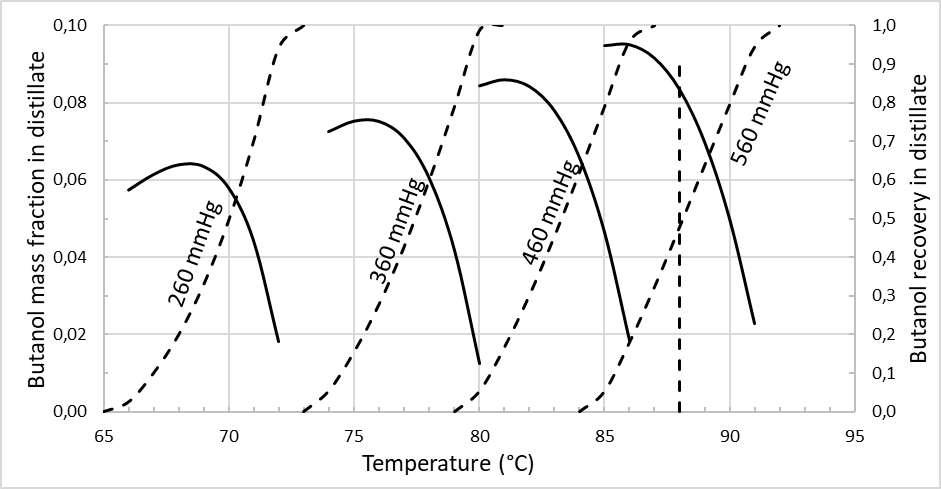 Butanol mass fraction in distillate
0,10
0,08
0,06
0,04
0,02
0,00
260 mmHg
360 mmHg
460 mmHg
560 mmHg
1,0
0,9
0,8
0,7
0,6
0,5
0,4
0,3
0,2
0,1
0,0
Butanol recovery in distillate
65 70 75 80 85 90 95
Temperature (°C)